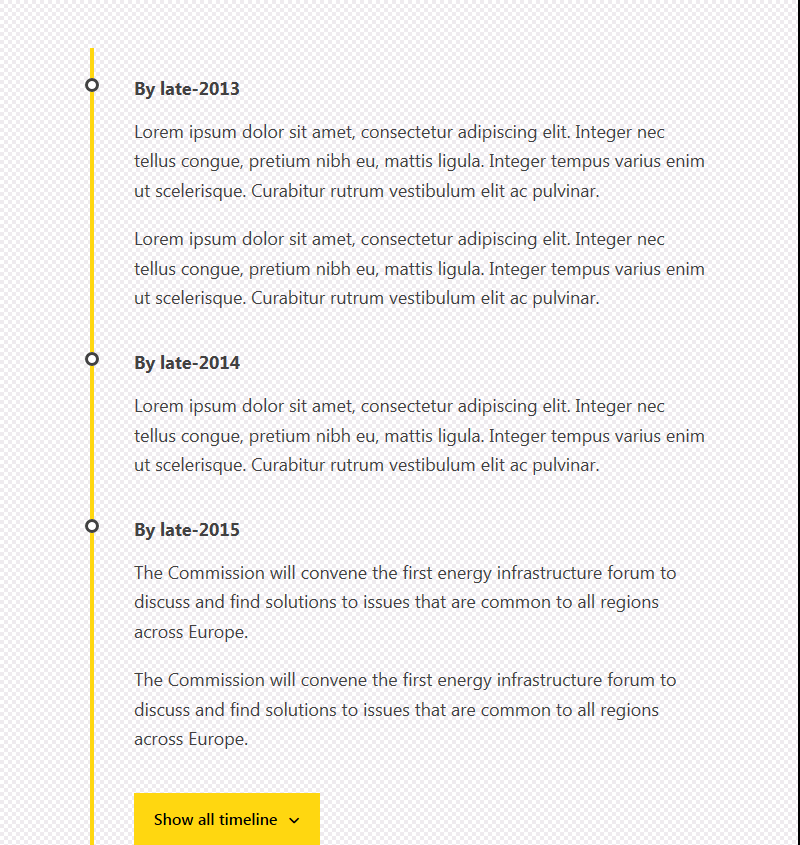 By late-2013
Lorem ipsum dolor sit amet, consectetur adipiscing elit. Integer nec
tellus congue, pretium nibh eu, mattis ligula. Integer tempus varius enim
ut scelerisque. Curabitur rutrum vestibulum elit ac pulvinar.
Lorem ipsum dolor sit amet, consectetur adipiscing elit. Integer nec
tellus congue, pretium nibh eu, mattis ligula. Integer tempus varius enim
ut scelerisque. Curabitur rutrum vestibulum elit ac pulvinar.
By late-2014
Lorem ipsum dolor sit amet, consectetur adipiscing elit. Integer nec
tellus congue, pretium nibh eu, mattis ligula. Integer tempus varius enim
ut scelerisque. Curabitur rutrum vestibulum elit ac pulvinar.
By late-2015
The Commission will convene the first energy infrastructure forum to
discuss and find solutions to issues that are common to all regions
across Europe.
The Commission will convene the first energy infrastructure forum to
discuss and find solutions to issues that are common to all regions
across Europe.
Show all timeline